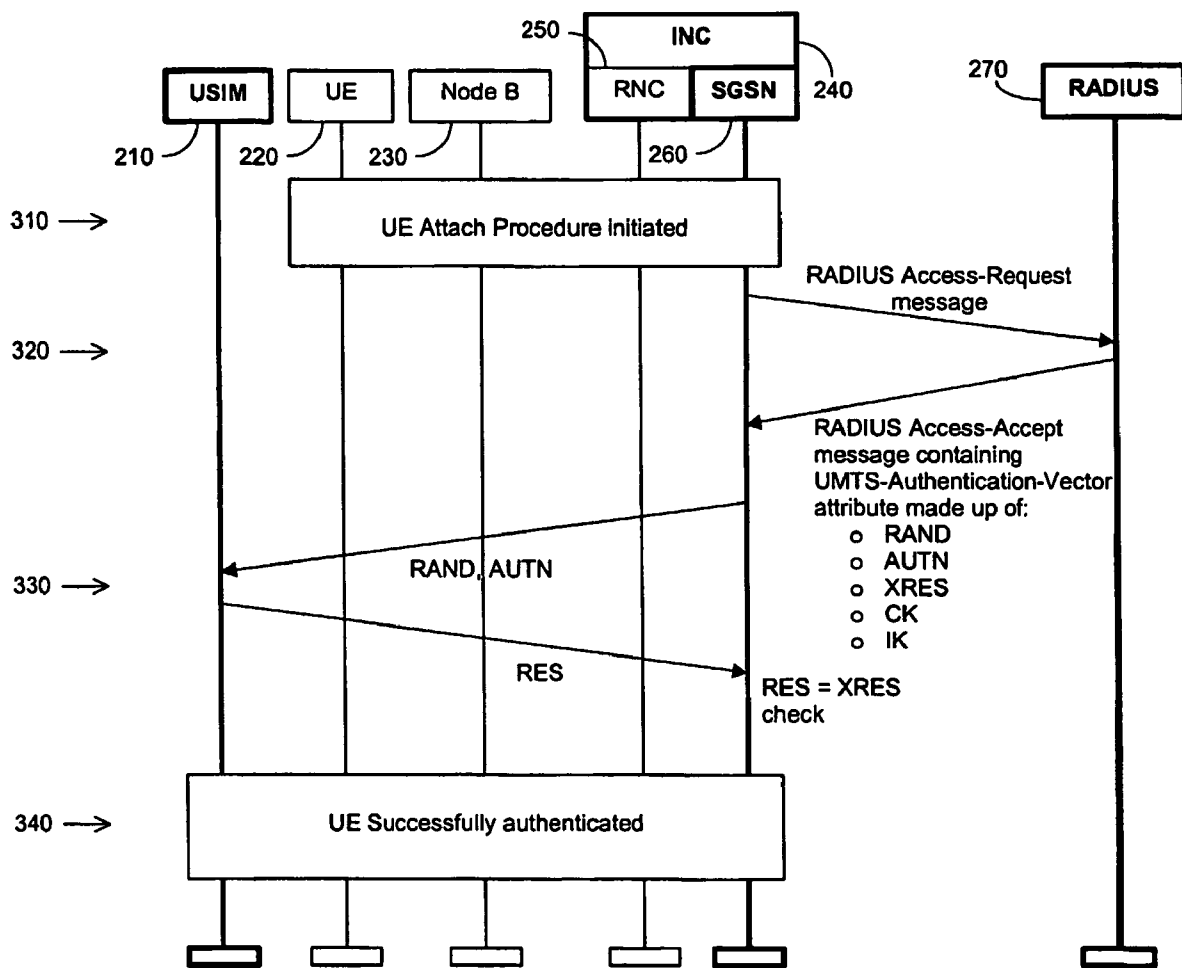 250
INC
270
240
USIM
UE
Node B
RNC
SGSN
RADIUS
210
220
230
260
310
UE Attach Procedure initiated
RADIUS Access-Request
message
320
RADIUS Access-Accept
message containing
UMTS-Authentication-Vector
attribute made up of:
o RAND
o AUTN
o XRES
o CK
o IK
RAND, AUTN
330
RES
RES = XRES
check
340
UE Successfully authenticated